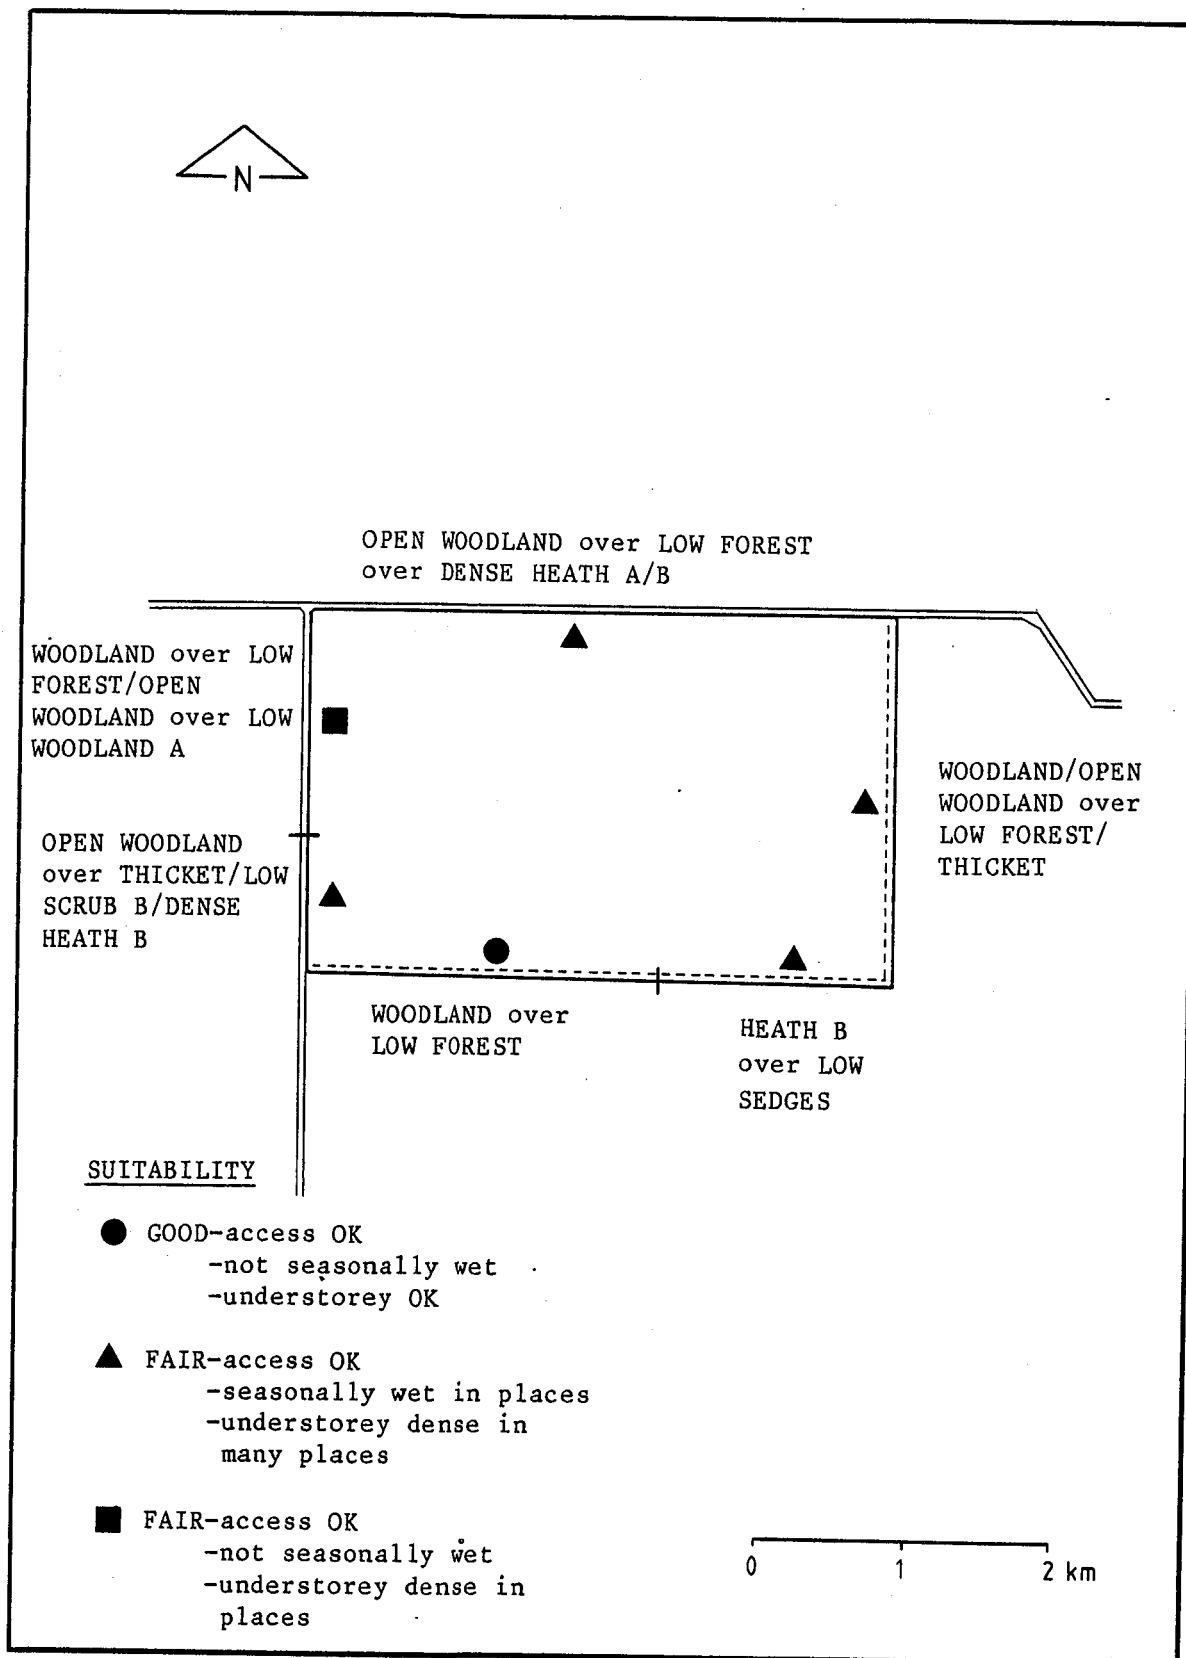 N
OPEN WOODLAND over LOW FOREST
over DENSE HEATH A/B
WOODLAND over LOW
FOREST/OPEN
WOODLAND over LOW
WOODLAND A
WOODLAND/OPEN
WOODLAND over
LOW FOREST/
THICKET
OPEN WOODLAND
over THICKET/LOW
SCRUB B/DENSE
HEATH B
WOODLAND over
LOW FOREST
HEATH B
over LOW
SEDGES
SUITABILITY
GOOD-access OK
-not seasonally wet
-understorey OK
FAIR-access OK
-seasonally wet in places
-understorey dense in
many places
FAIR-access OK
-not seasonally wet
-understorey dense in
places
0 1 2 km